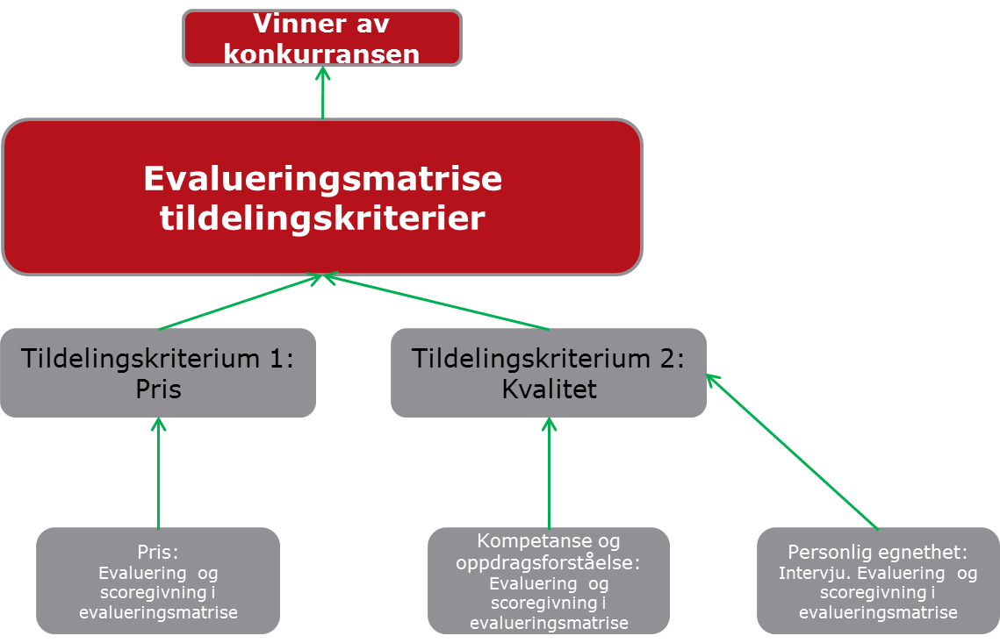 Vinner av
konkurransen
Evalueringsmatrise
tildelingskriterier
Tildelingskriterium 1:
Pris
Tildelingskriterium 2:
Kvalitet
Pris:
Evaluering og
scoregivning i
evalueringsmatrise
Kompetanse og
oppdragsforståelse:
Evaluering og
scoregivning i
evalueringsmatrise
Personlig egnethet:
Intervju. Evaluering og
scoregivning i
evalueringsmatrise